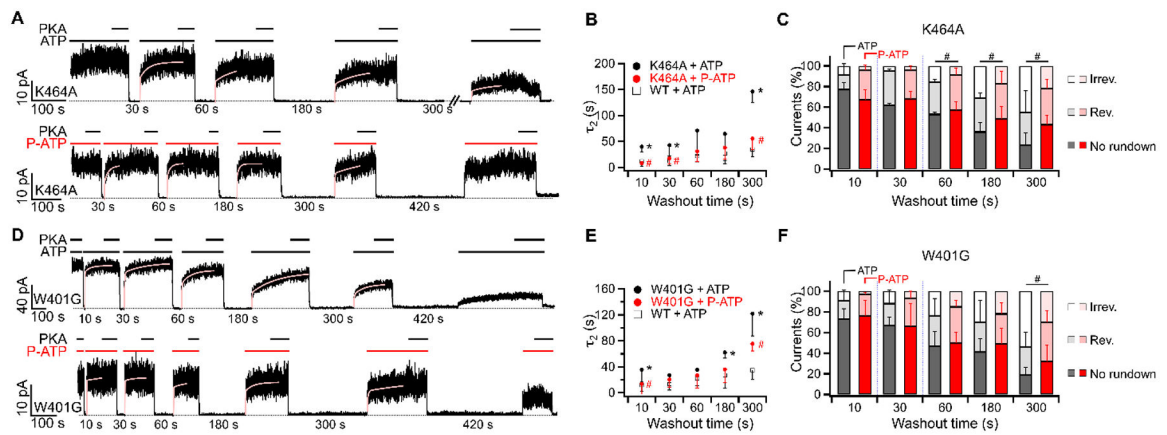 A
PKA
ATP
10 pA
K464A
100 s
30 s
60 s
180 s
300 s
PKA
P-ATP
10 pA
K464A
100 s
30 s
60 s
180 s
300 s
420 s
B
K464A + ATP
K464A + P-ATP
WT + ATP
τ2 (s)
200
150
100
50
0
* * *
# # #
10 30 60 180 300
Washout time (s)
C
K464A
ATP
P-ATP
# # #
Currents (%)
100
80
60
40
20
0
Irrev.
Rev.
No rundown
10 30 60 180 300
Washout time (s)
D
PKA
ATP
40 pA
W401G
100 s
10 s
30 s
60 s
180 s
300 s
420 s
PKA
P-ATP
10 pA
W401G
100 s
10 s
30 s
60 s
180 s
300 s
420 s
E
W401G + ATP
W401G + P-ATP
WT + ATP
τ2 (s)
160
120
80
40
0
* * *
# #
10 30 60 180 300
Washout time (s)
F
W401G
ATP
P-ATP
#
Currents (%)
100
80
60
40
20
0
Irrev.
Rev.
No rundown
10 30 60 180 300
Washout time (s)